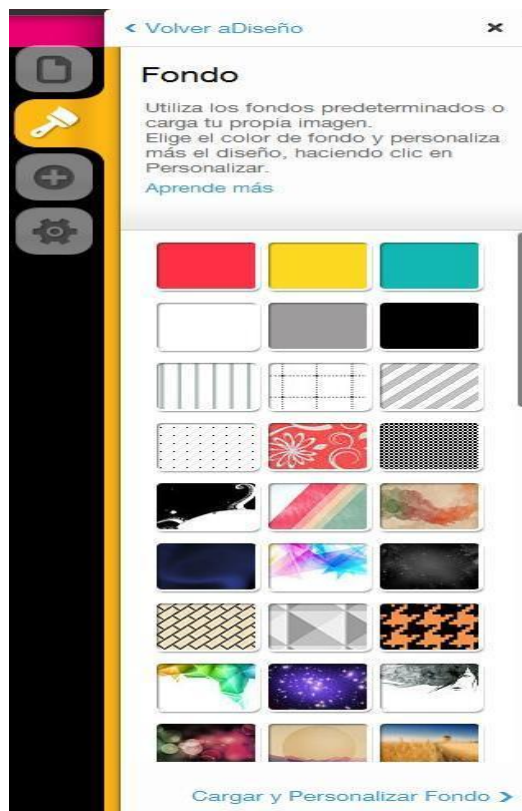 < Volver aDiseño ×
Fondo
Utiliza los fondos predeterminados o
carga tu propia imagen.
Elige el color de fondo y personaliza
más el diseño, haciendo clic en
Personalizar.
Aprende más
Cargar y Personalizar Fondo >